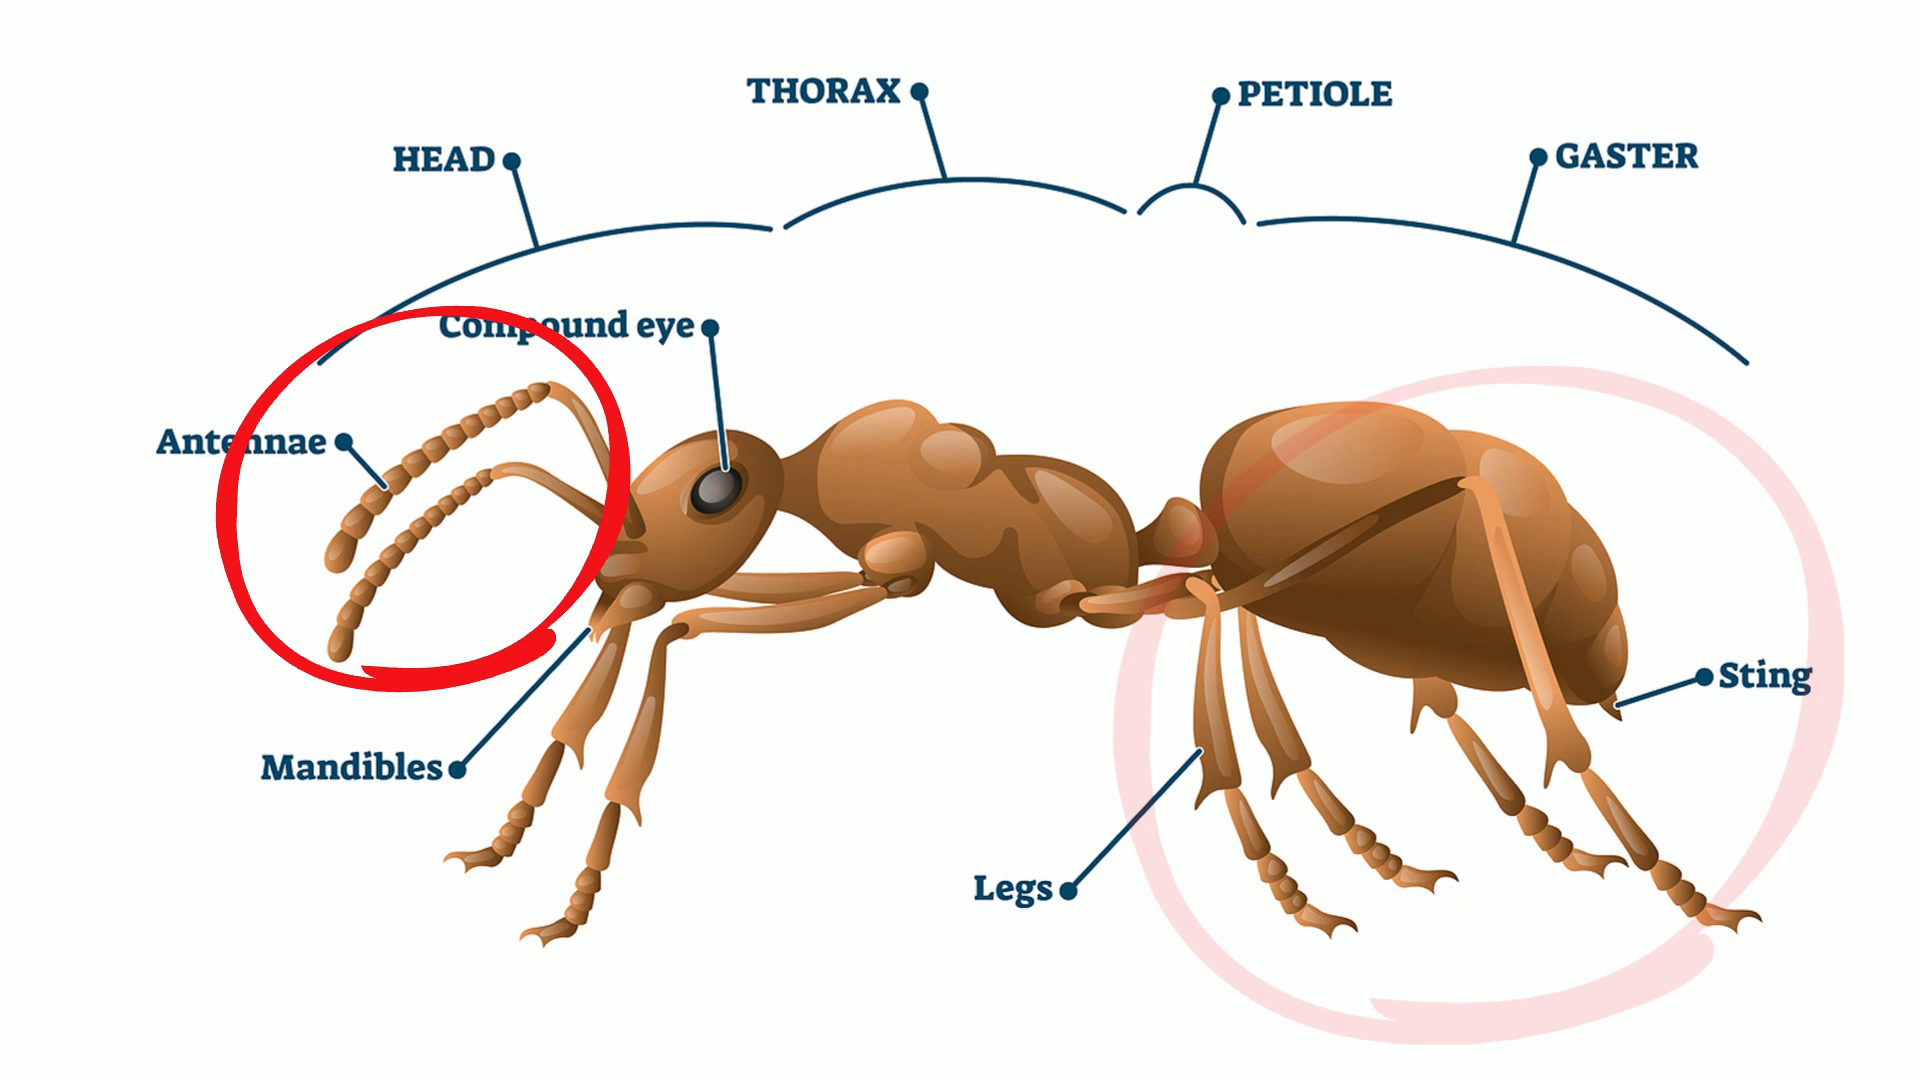 THORAX
PETIOLE
HEAD
GASTER
Compound eye
Antennae
Sting
Mandibles
Legs